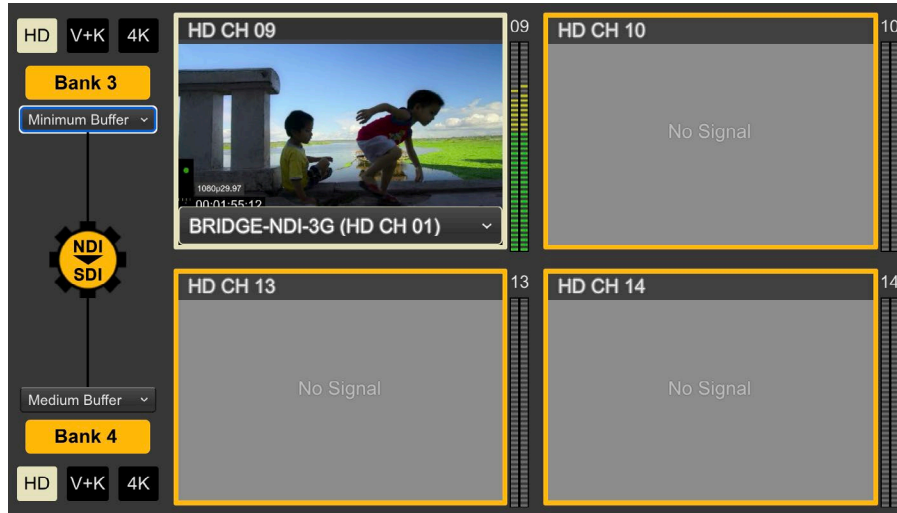 HD V+K 4K
Bank 3
Minimum Buffer
NDI
SDI
Medium Buffer
Bank 4
HD V+K 4K
HD CH 09
1080p29.97
00:01:55:12
BRIDGE-NDI-3G (HD CH 01)
09
HD CH 10
No Signal
10
HD CH 13
No Signal
13
HD CH 14
No Signal
14